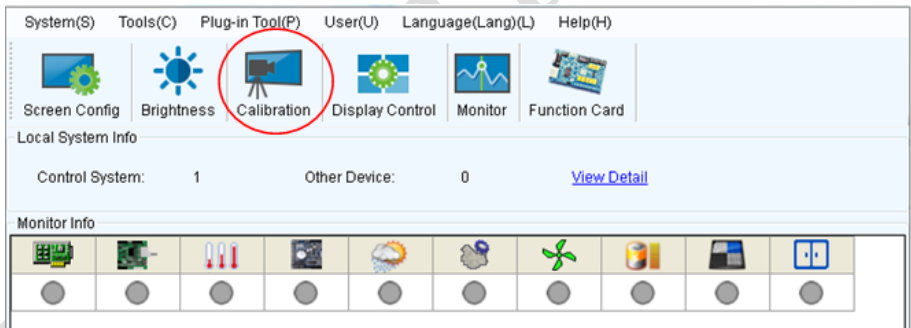 System(S) Tools(C) Plug-in Tool(P) User(U) Language(Lang)(L) Help(H)
Screen Config Brightness Calibration Display Control Monitor Function Card
Local System Info
Control System: 1 Other Device: 0 View Detail
Monitor Info